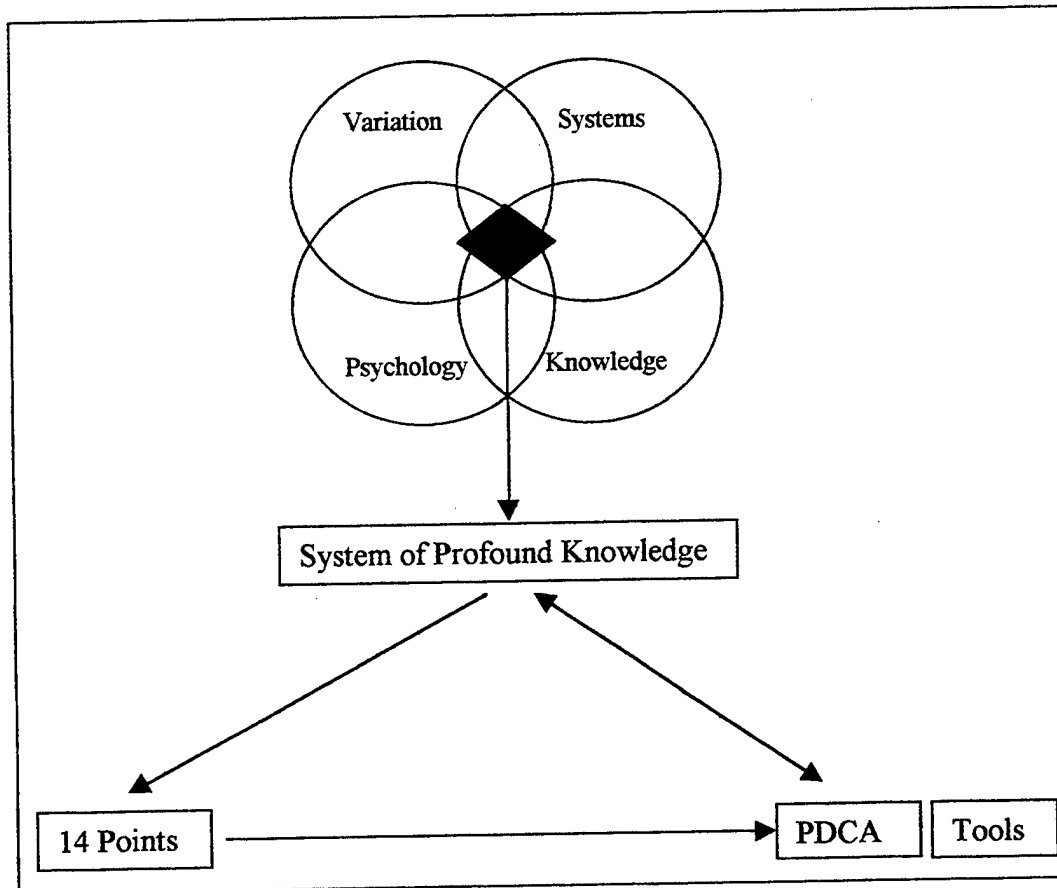 Variation
Systems
Psychology
Knowledge
System of Profound Knowledge
14 Points
PDCA
Tools